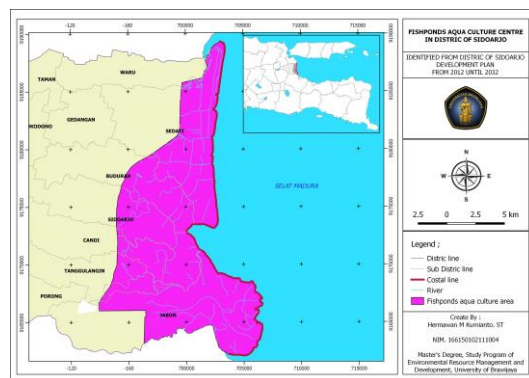 FISHPONDS AQUA CULTURE CENTRE
IN DISTRIC OF SIDOARJO
IDENTIFIED FROM DISTRIC OF SIDOARJO
DEVELOPMENT PLAN
FROM 2012 UNTIL 2032
N
W E
S
2.5 0 2.5 5 km
Legend ;
Distric line
Sub Distric line
Costal line
River
Fishponds aqua culture area
Create By :
Hernawan M Kurnianto. ST
NIM. 166150102111004
Master's Degree, Study Program of
Environmental Resource Management and
Development, University of Brawijaya
WARU
TAMAN
GEDANGAN
SEDATI
BUDURAN
SIDOARJO
CANDI
TANGGULANGIN
PORONG
JABON
SELAT MADURA
700000
705000
710000
715000